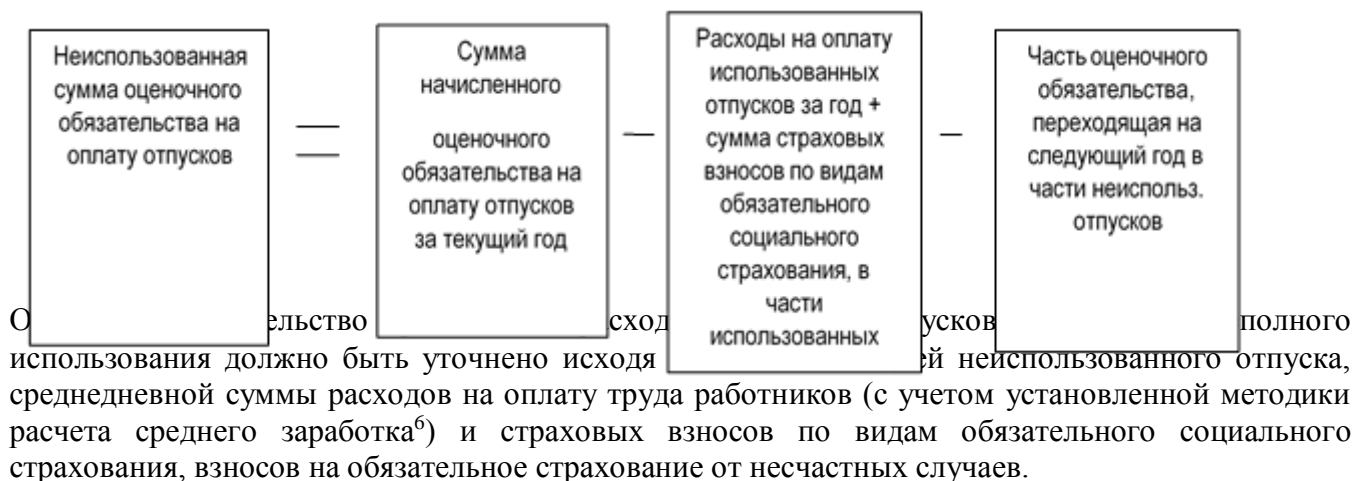 Неиспользованная
сумма оценочного
обязательства на
оплату отпусков
=
Сумма
начисленного
оценочного
обязательства на
оплату отпусков
за текущий год
—
Расходы на оплату
использованных
отпусков за год +
сумма страховых
взносов по видам
обязательного
социального
страхования, в
части
использованных
–
Часть оценочного
обязательства,
переходящая на
следующий год в
части неиспольз.
отпусков
полного
использования должно быть уточнено исходя неиспользованного отпуска,
среднедневной суммы расходов на оплату труда работников (с учетом установленной методики
расчета среднего заработка⁶) и страховых взносов по видам обязательного социального
страхования, взносов на обязательное страхование от несчастных случаев.